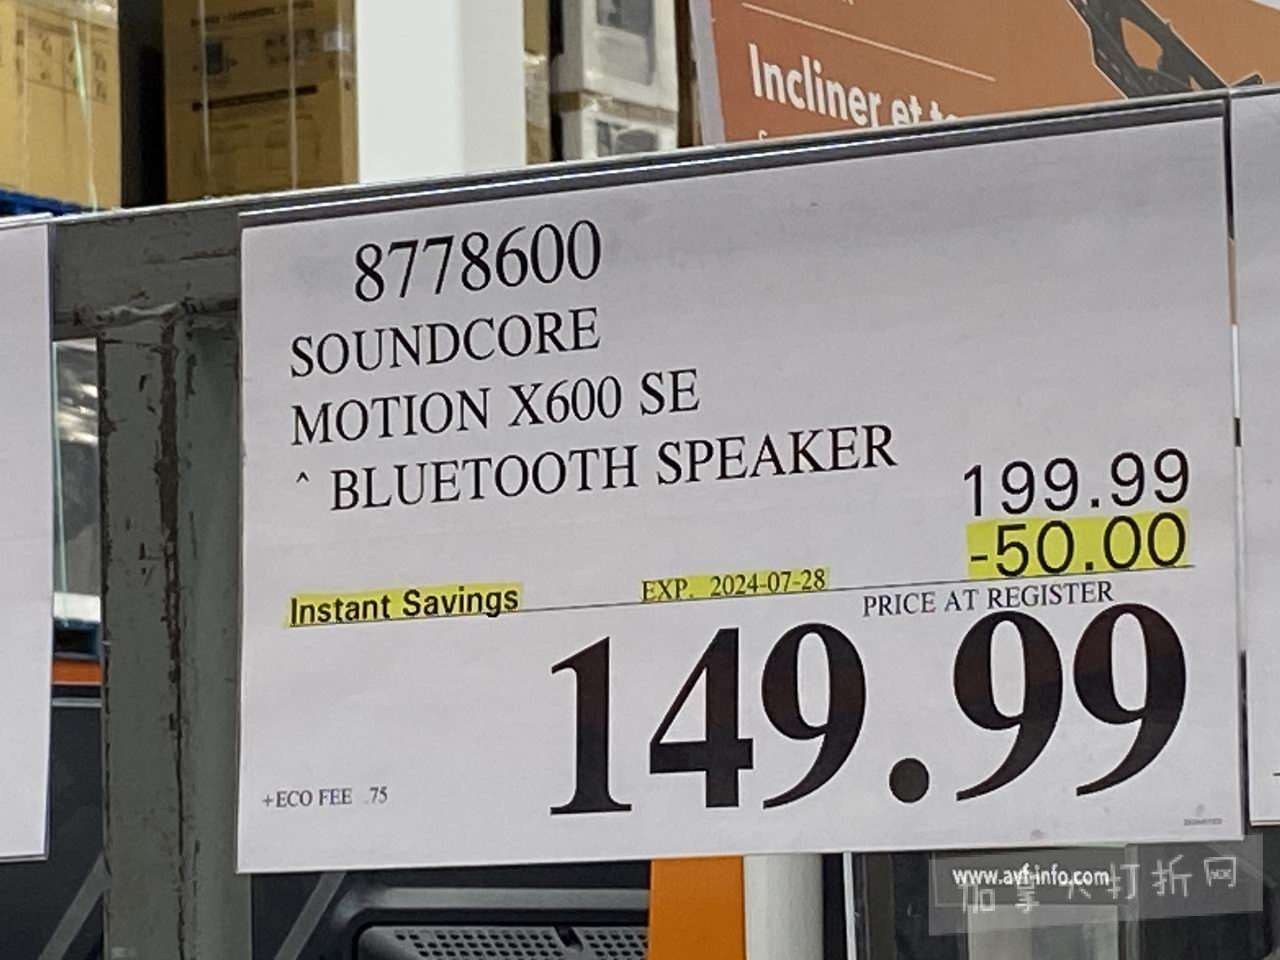 Incliner et
8778600
SOUNDCORE
MOTION X600 SE
^ BLUETOOTH SPEAKER
199.99
-50.00
Instant Savings
EXP. 2024-07-28
PRICE AT REGISTER
149.99
+ECO FEE .75
www.avf-info.com
加拿大打折网